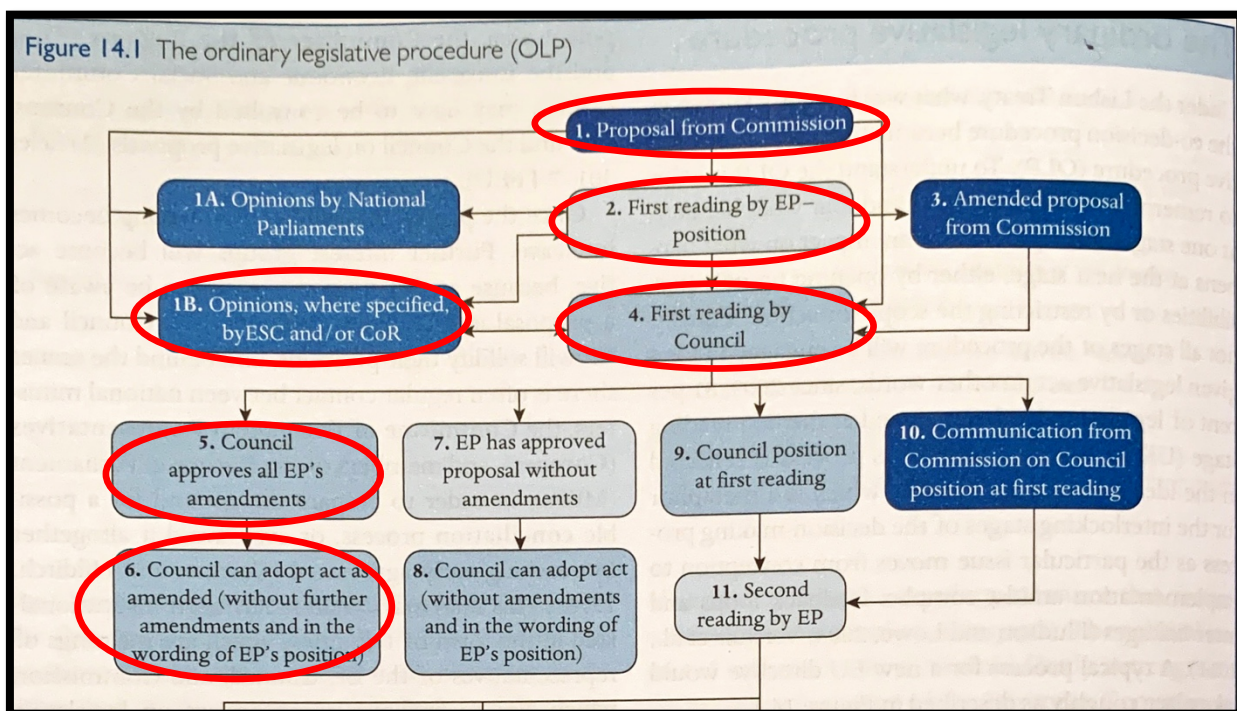 Figure 14.1 The ordinary legislative procedure (OLP)
1. Proposal from Commission
1A. Opinions by National
Parliaments
2. First reading by EP–
position
3. Amended proposal
from Commission
1B. Opinions, where specified,
byESC and/or CoR
4. First reading by
Council
5. Council
approves all EP's
amendments
7. EP has approved
proposal without
amendments
9. Council position
at first reading
10. Communication from
Commission on Council
position at first reading
6. Council can adopt act as
amended (without further
amendments and in the
wording of EP's position)
8. Council can adopt act
(without amendments
and in the wording of
EP's position)
11. Second
reading by EP